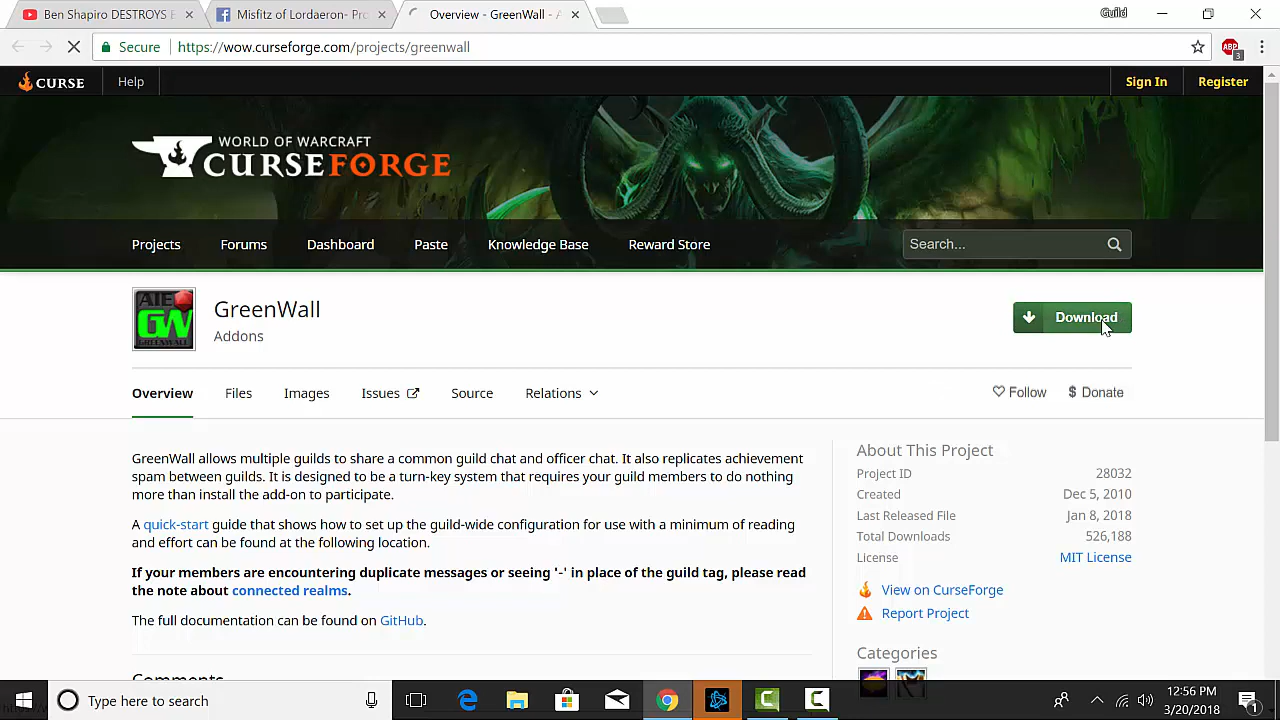 Ben Shapiro DESTROYS
Misfitz of Lordaeron- Pro
Overview - GreenWall - A
Guild
Secure
https://wow.curseforge.com/projects/greenwall
ABP
3
CURSE
Help
Sign In
Register
WORLD OF WARCRAFT
CURSEFORGE
Projects
Forums
Dashboard
Paste
Knowledge Base
Reward Store
Search...
AIE
GW
GREENWALL
GreenWall
Addons
Download
Overview
Files
Images
Issues
Source
Relations
Follow
$ Donate
GreenWall allows multiple guilds to share a common guild chat and officer chat. It also replicates achievement
spam between guilds. It is designed to be a turn-key system that requires your guild members to do nothing
more than install the add-on to participate.
A quick-start guide that shows how to set up the guild-wide configuration for use with a minimum of reading
and effort can be found at the following location.
If your members are encountering duplicate messages or seeing '-' in place of the guild tag, please read
the note about connected realms.
The full documentation can be found on GitHub.
Comments
About This Project
Project ID 28032
Created Dec 5, 2010
Last Released File Jan 8, 2018
Total Downloads 526,188
License MIT License
View on CurseForge
Report Project
Categories
Type here to search
12:56 PM
3/20/2018
1